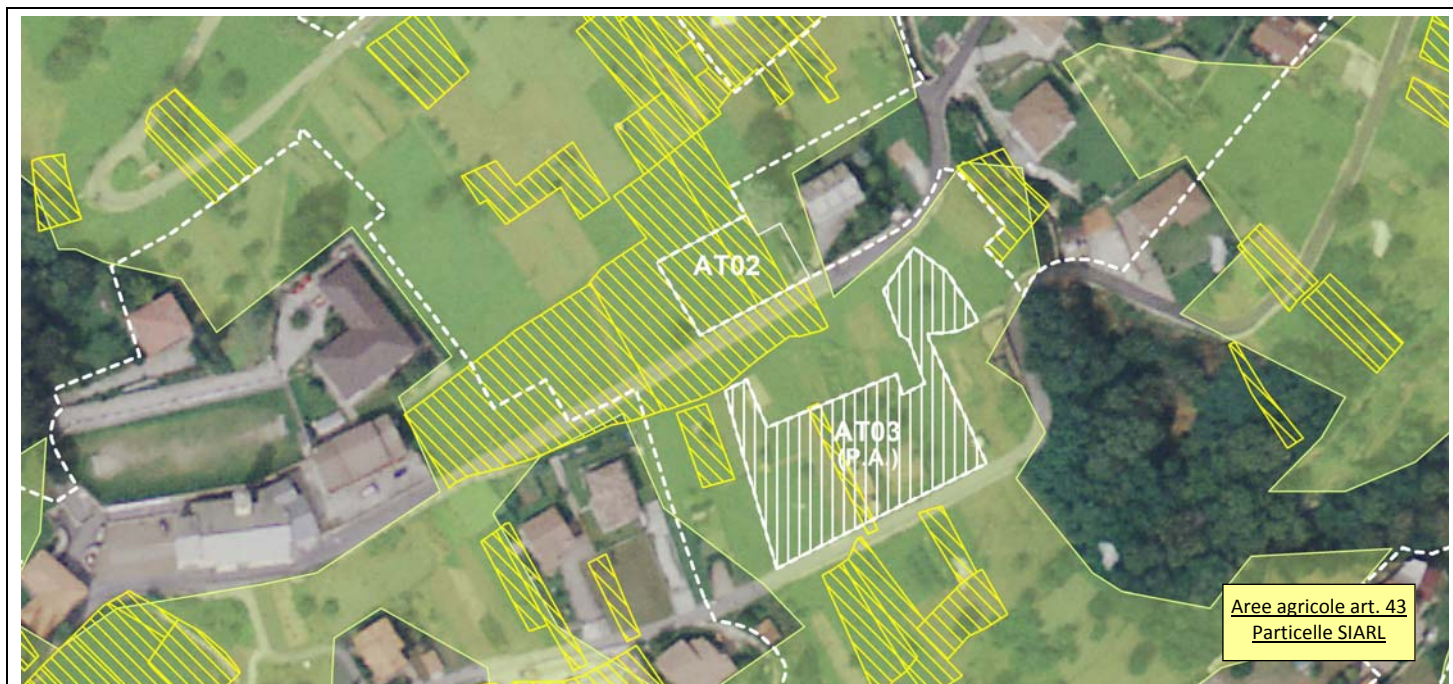 AT02
AT03
(P.A.)
Aree agricole art. 43
Particelle SIARL